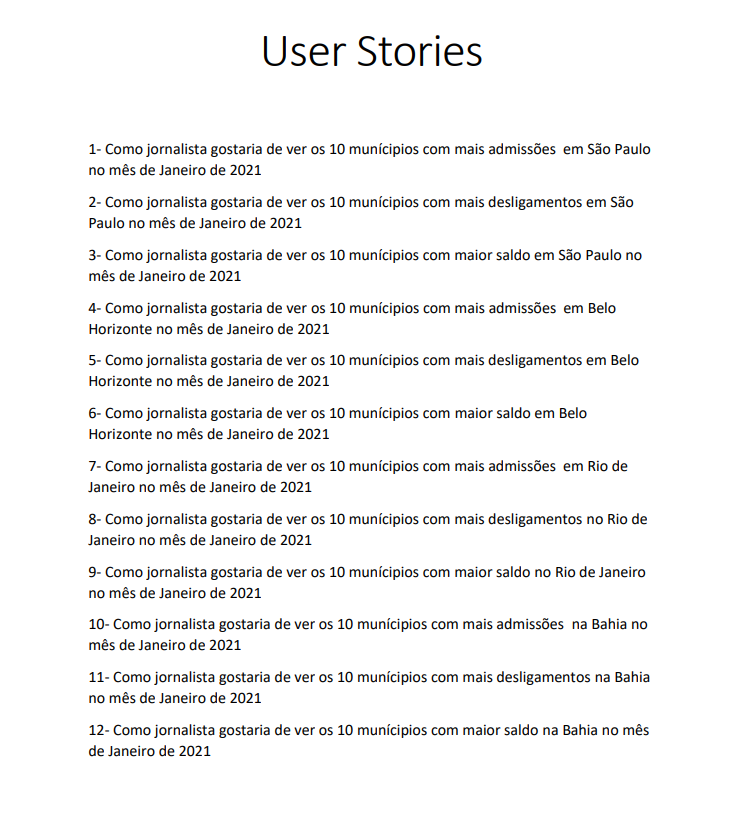 User Stories
1- Como jornalista gostaria de ver os 10 munícipios com mais admissões  em São Paulo
no mês de Janeiro de 2021
2- Como jornalista gostaria de ver os 10 munícipios com mais desligamentos em São
Paulo no mês de Janeiro de 2021
3- Como jornalista gostaria de ver os 10 munícipios com maior saldo em São Paulo no
mês de Janeiro de 2021
4- Como jornalista gostaria de ver os 10 munícipios com mais admissões  em Belo
Horizonte no mês de Janeiro de 2021
5- Como jornalista gostaria de ver os 10 munícipios com mais desligamentos em Belo
Horizonte no mês de Janeiro de 2021
6- Como jornalista gostaria de ver os 10 munícipios com maior saldo em Belo
Horizonte no mês de Janeiro de 2021
7- Como jornalista gostaria de ver os 10 munícipios com mais admissões  em Rio de
Janeiro no mês de Janeiro de 2021
8- Como jornalista gostaria de ver os 10 munícipios com mais desligamentos no Rio de
Janeiro no mês de Janeiro de 2021
9- Como jornalista gostaria de ver os 10 munícipios com maior saldo no Rio de Janeiro
no mês de Janeiro de 2021
10- Como jornalista gostaria de ver os 10 munícipios com mais admissões  na Bahia no
mês de Janeiro de 2021
11- Como jornalista gostaria de ver os 10 munícipios com mais desligamentos na Bahia
no mês de Janeiro de 2021
12- Como jornalista gostaria de ver os 10 munícipios com maior saldo na Bahia no mês
de Janeiro de 2021